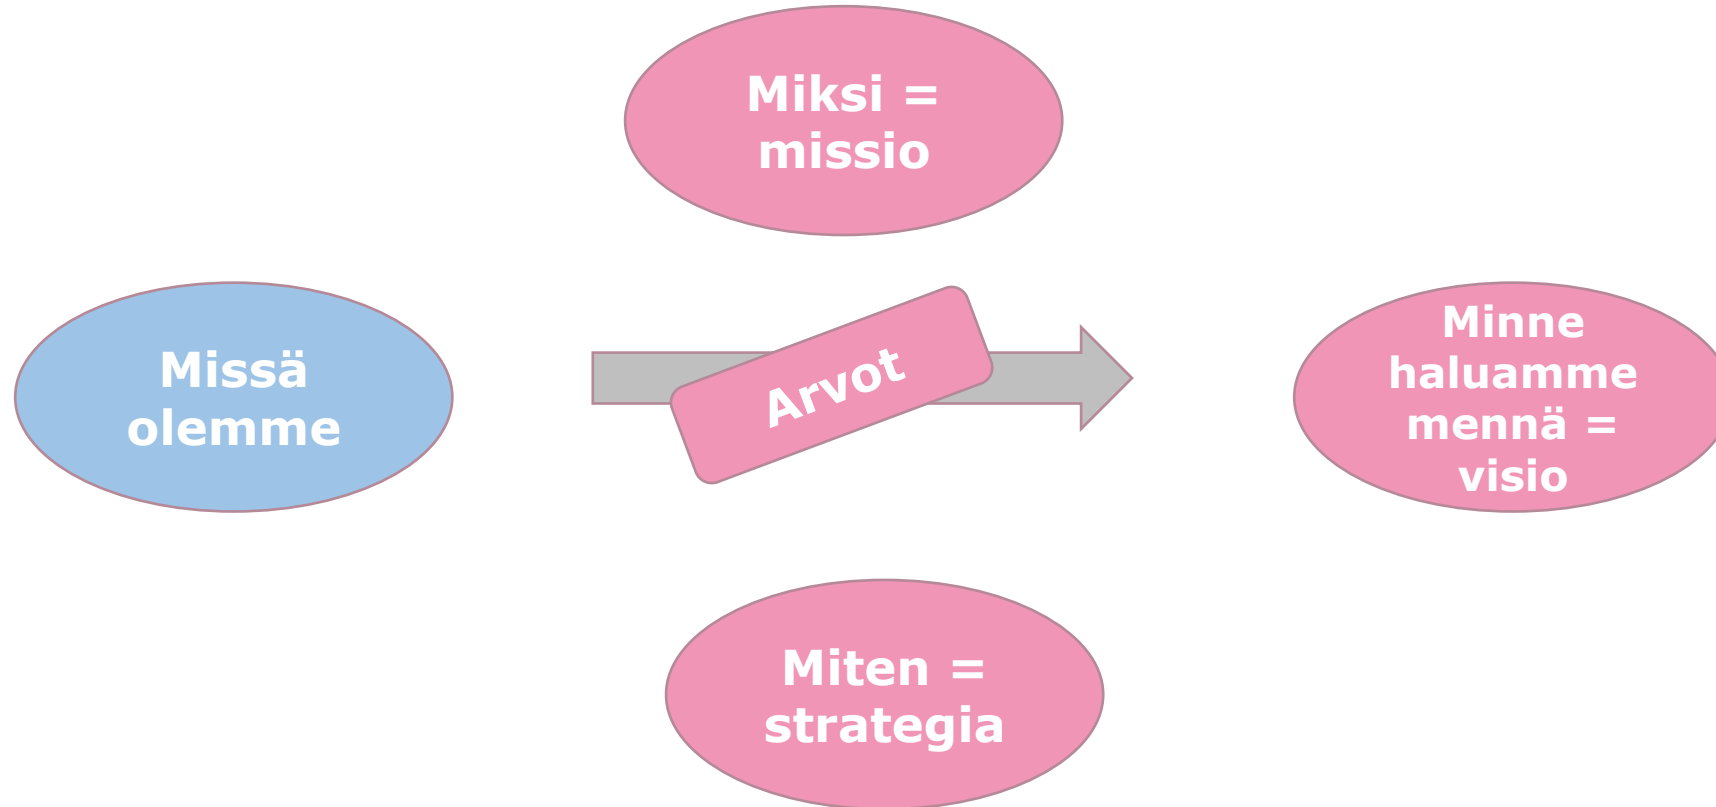 Miksi =
missio
Missä
olemme
Arvot
Minne
haluamme
mennä =
visio
Miten =
strategia